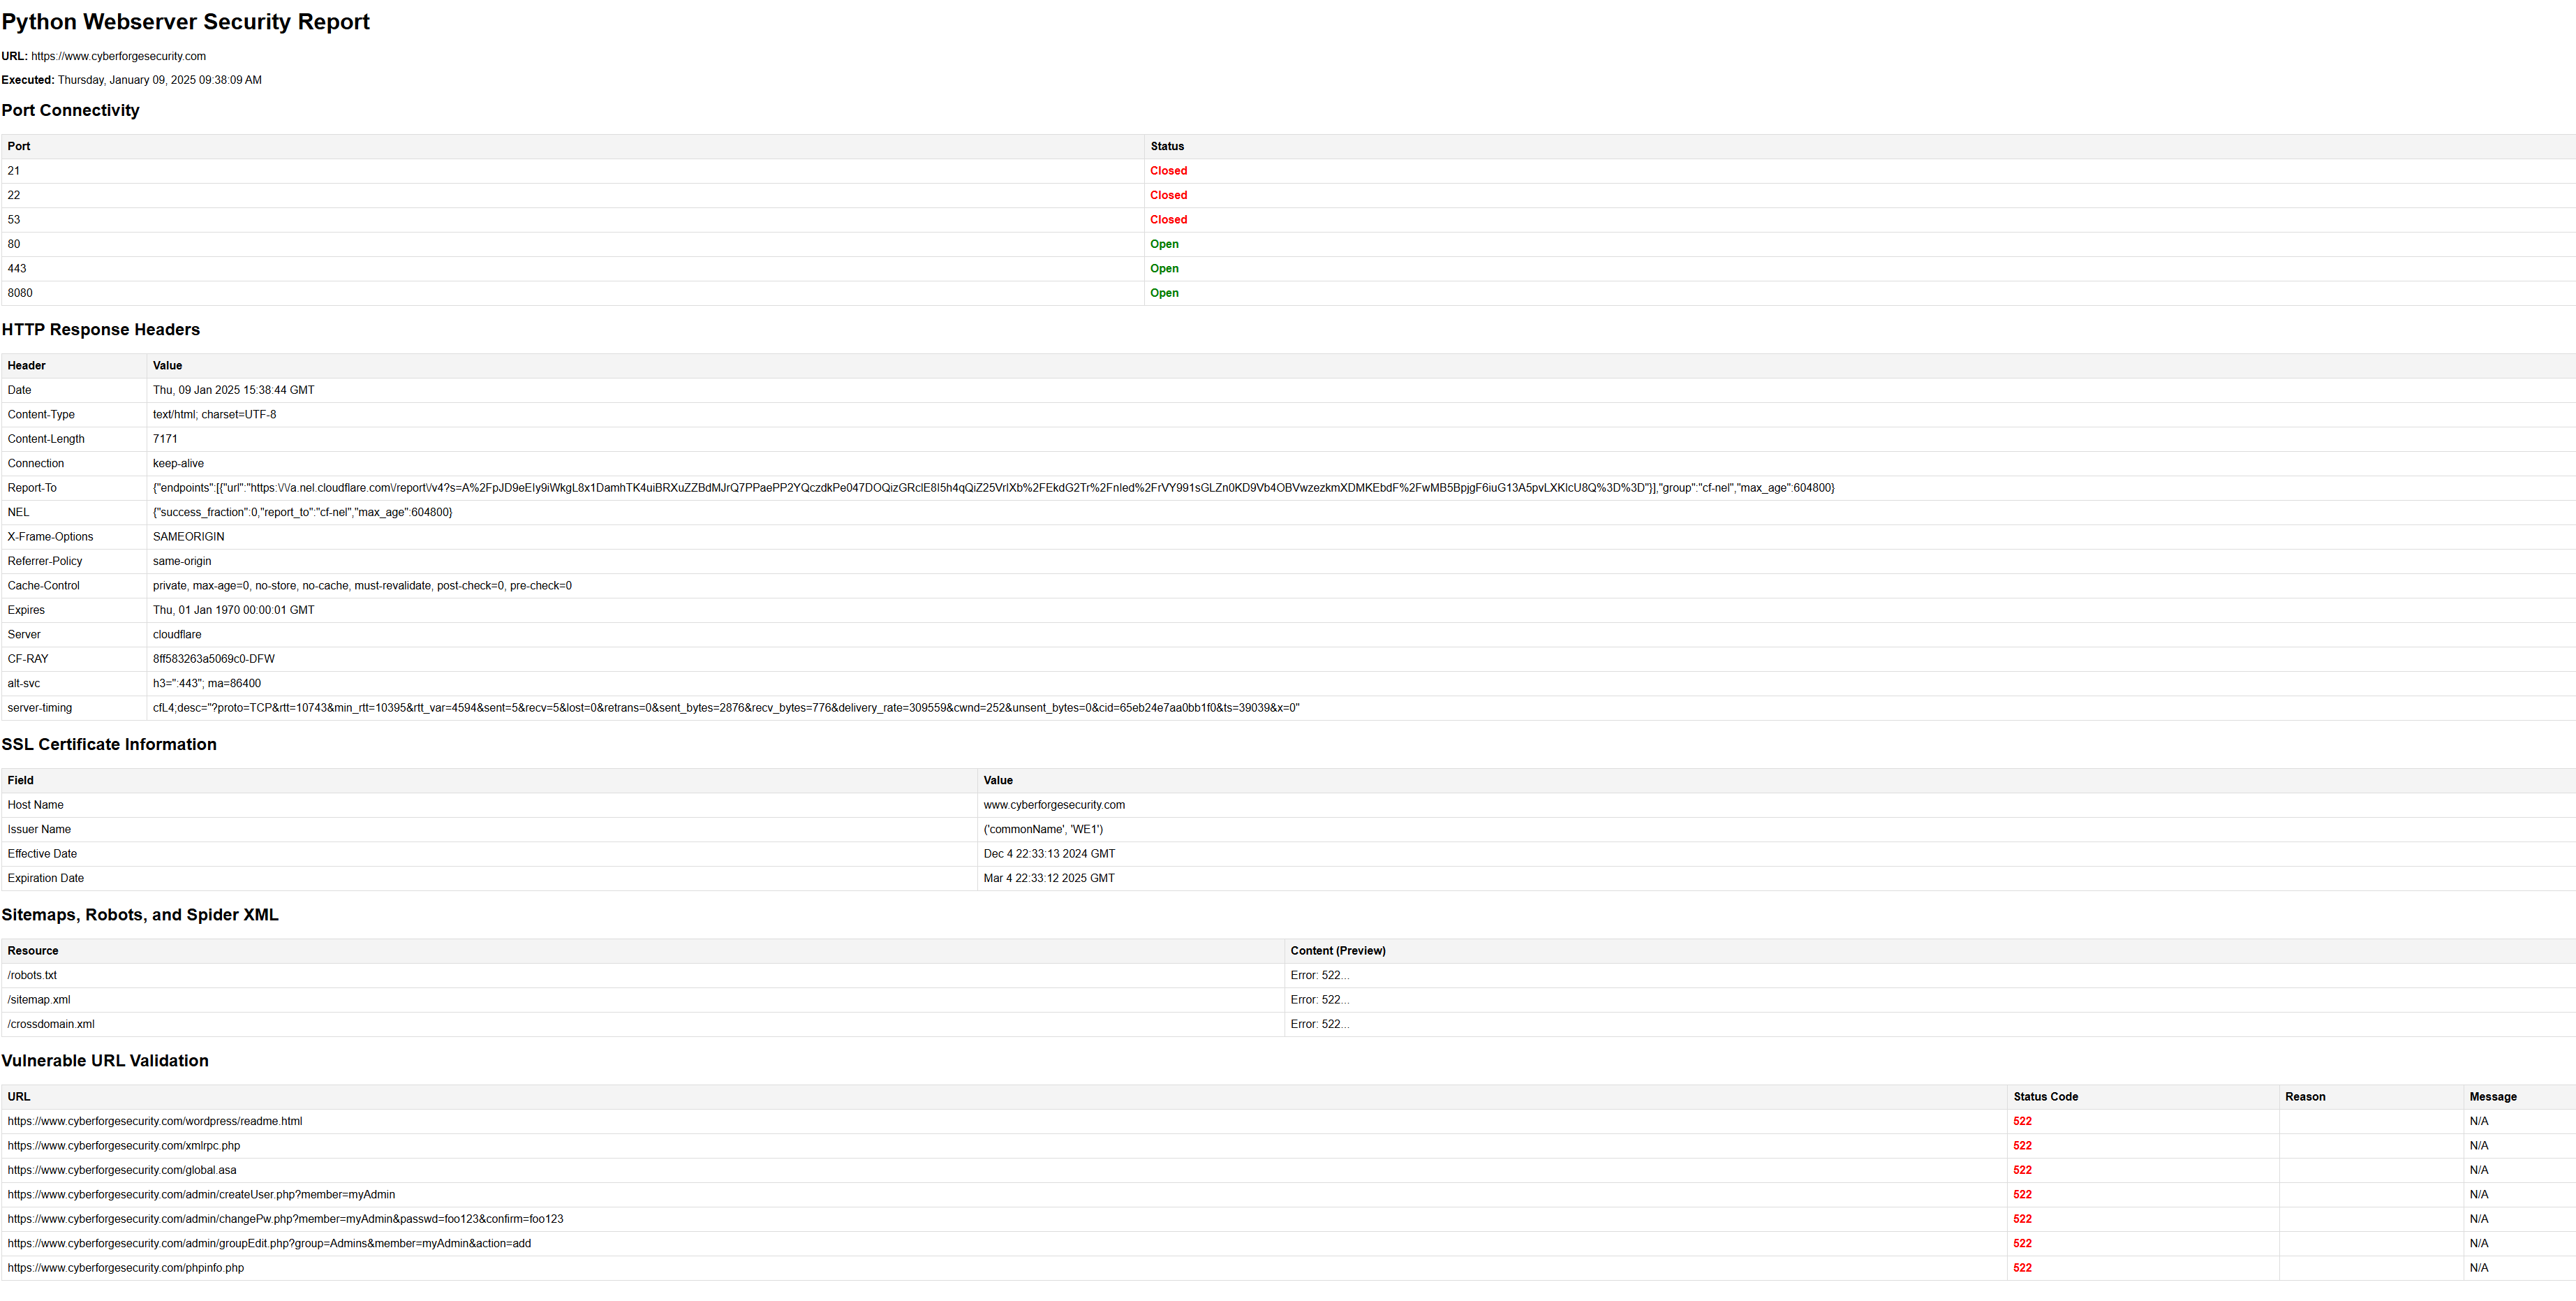 Python Webserver Security Report
URL: https://www.cyberforgesecurity.com
Executed: Thursday, January 09, 2025 09:38:09 AM
Port Connectivity
Port Status
21 Closed
22 Closed
53 Closed
80 Open
443 Open
8080 Open
HTTP Response Headers
Header Value
Date Thu, 09 Jan 2025 15:38:44 GMT
Content-Type text/html; charset=UTF-8
Content-Length 7171
Connection keep-alive
Report-To {"endpoints":[{"url":"https:\/\/a.nel.cloudflare.com\/report\/v4?s=A%2FpJD9eEIy9iWkgL8x1DamhTK4uiBRXuZZBdMJrQ7PPaePP2YQczdkPe047DOQizGRclE8I5h4qQiZ25VrIXb%2FEkdG2Tr%2FnIed%2FrVY991sGLZn0KD9Vb4OBVwzezkmXDMKEbdF%2FwMB5BpjgF6iuG13A5pvLXKIcU8Q%3D%3D"}],"group":"cf-nel","max_age":604800}
NEL {"success_fraction":0,"report_to":"cf-nel","max_age":604800}
X-Frame-Options SAMEORIGIN
Referrer-Policy same-origin
Cache-Control private, max-age=0, no-store, no-cache, must-revalidate, post-check=0, pre-check=0
Expires Thu, 01 Jan 1970 00:00:01 GMT
Server cloudflare
CF-RAY 8ff583263a5069c0-DFW
alt-svc h3=":443"; ma=86400
server-timing cfL4;desc="?proto=TCP&rtt=10743&min_rtt=10395&rtt_var=4594&sent=5&recv=5&lost=0&retrans=0&sent_bytes=2876&recv_bytes=776&delivery_rate=309559&cwnd=252&unsent_bytes=0&cid=65eb24e7aa0bb1f0&ts=39039&x=0"
SSL Certificate Information
Field Value
Host Name www.cyberforgesecurity.com
Issuer Name ('commonName', 'WE1')
Effective Date Dec 4 22:33:13 2024 GMT
Expiration Date Mar 4 22:33:12 2025 GMT
Sitemaps, Robots, and Spider XML
Resource Content (Preview)
/robots.txt Error: 522...
/sitemap.xml Error: 522...
/crossdomain.xml Error: 522...
Vulnerable URL Validation
URL Status Code Reason Message
https://www.cyberforgesecurity.com/wordpress/readme.html 522 N/A
https://www.cyberforgesecurity.com/xmlrpc.php 522 N/A
https://www.cyberforgesecurity.com/global.asa 522 N/A
https://www.cyberforgesecurity.com/admin/createUser.php?member=myAdmin 522 N/A
https://www.cyberforgesecurity.com/admin/changePw.php?member=myAdmin&passwd=foo123&confirm=foo123 522 N/A
https://www.cyberforgesecurity.com/admin/groupEdit.php?group=Admins&member=myAdmin&action=add 522 N/A
https://www.cyberforgesecurity.com/phpinfo.php 522 N/A